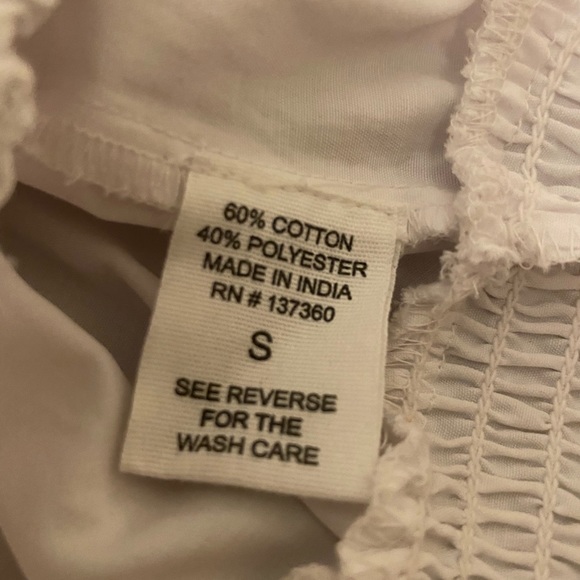 60% COTTON
40% POLYESTER
MADE IN INDIA
RN # 137360
S
SEE REVERSE
FOR THE
WASH CARE